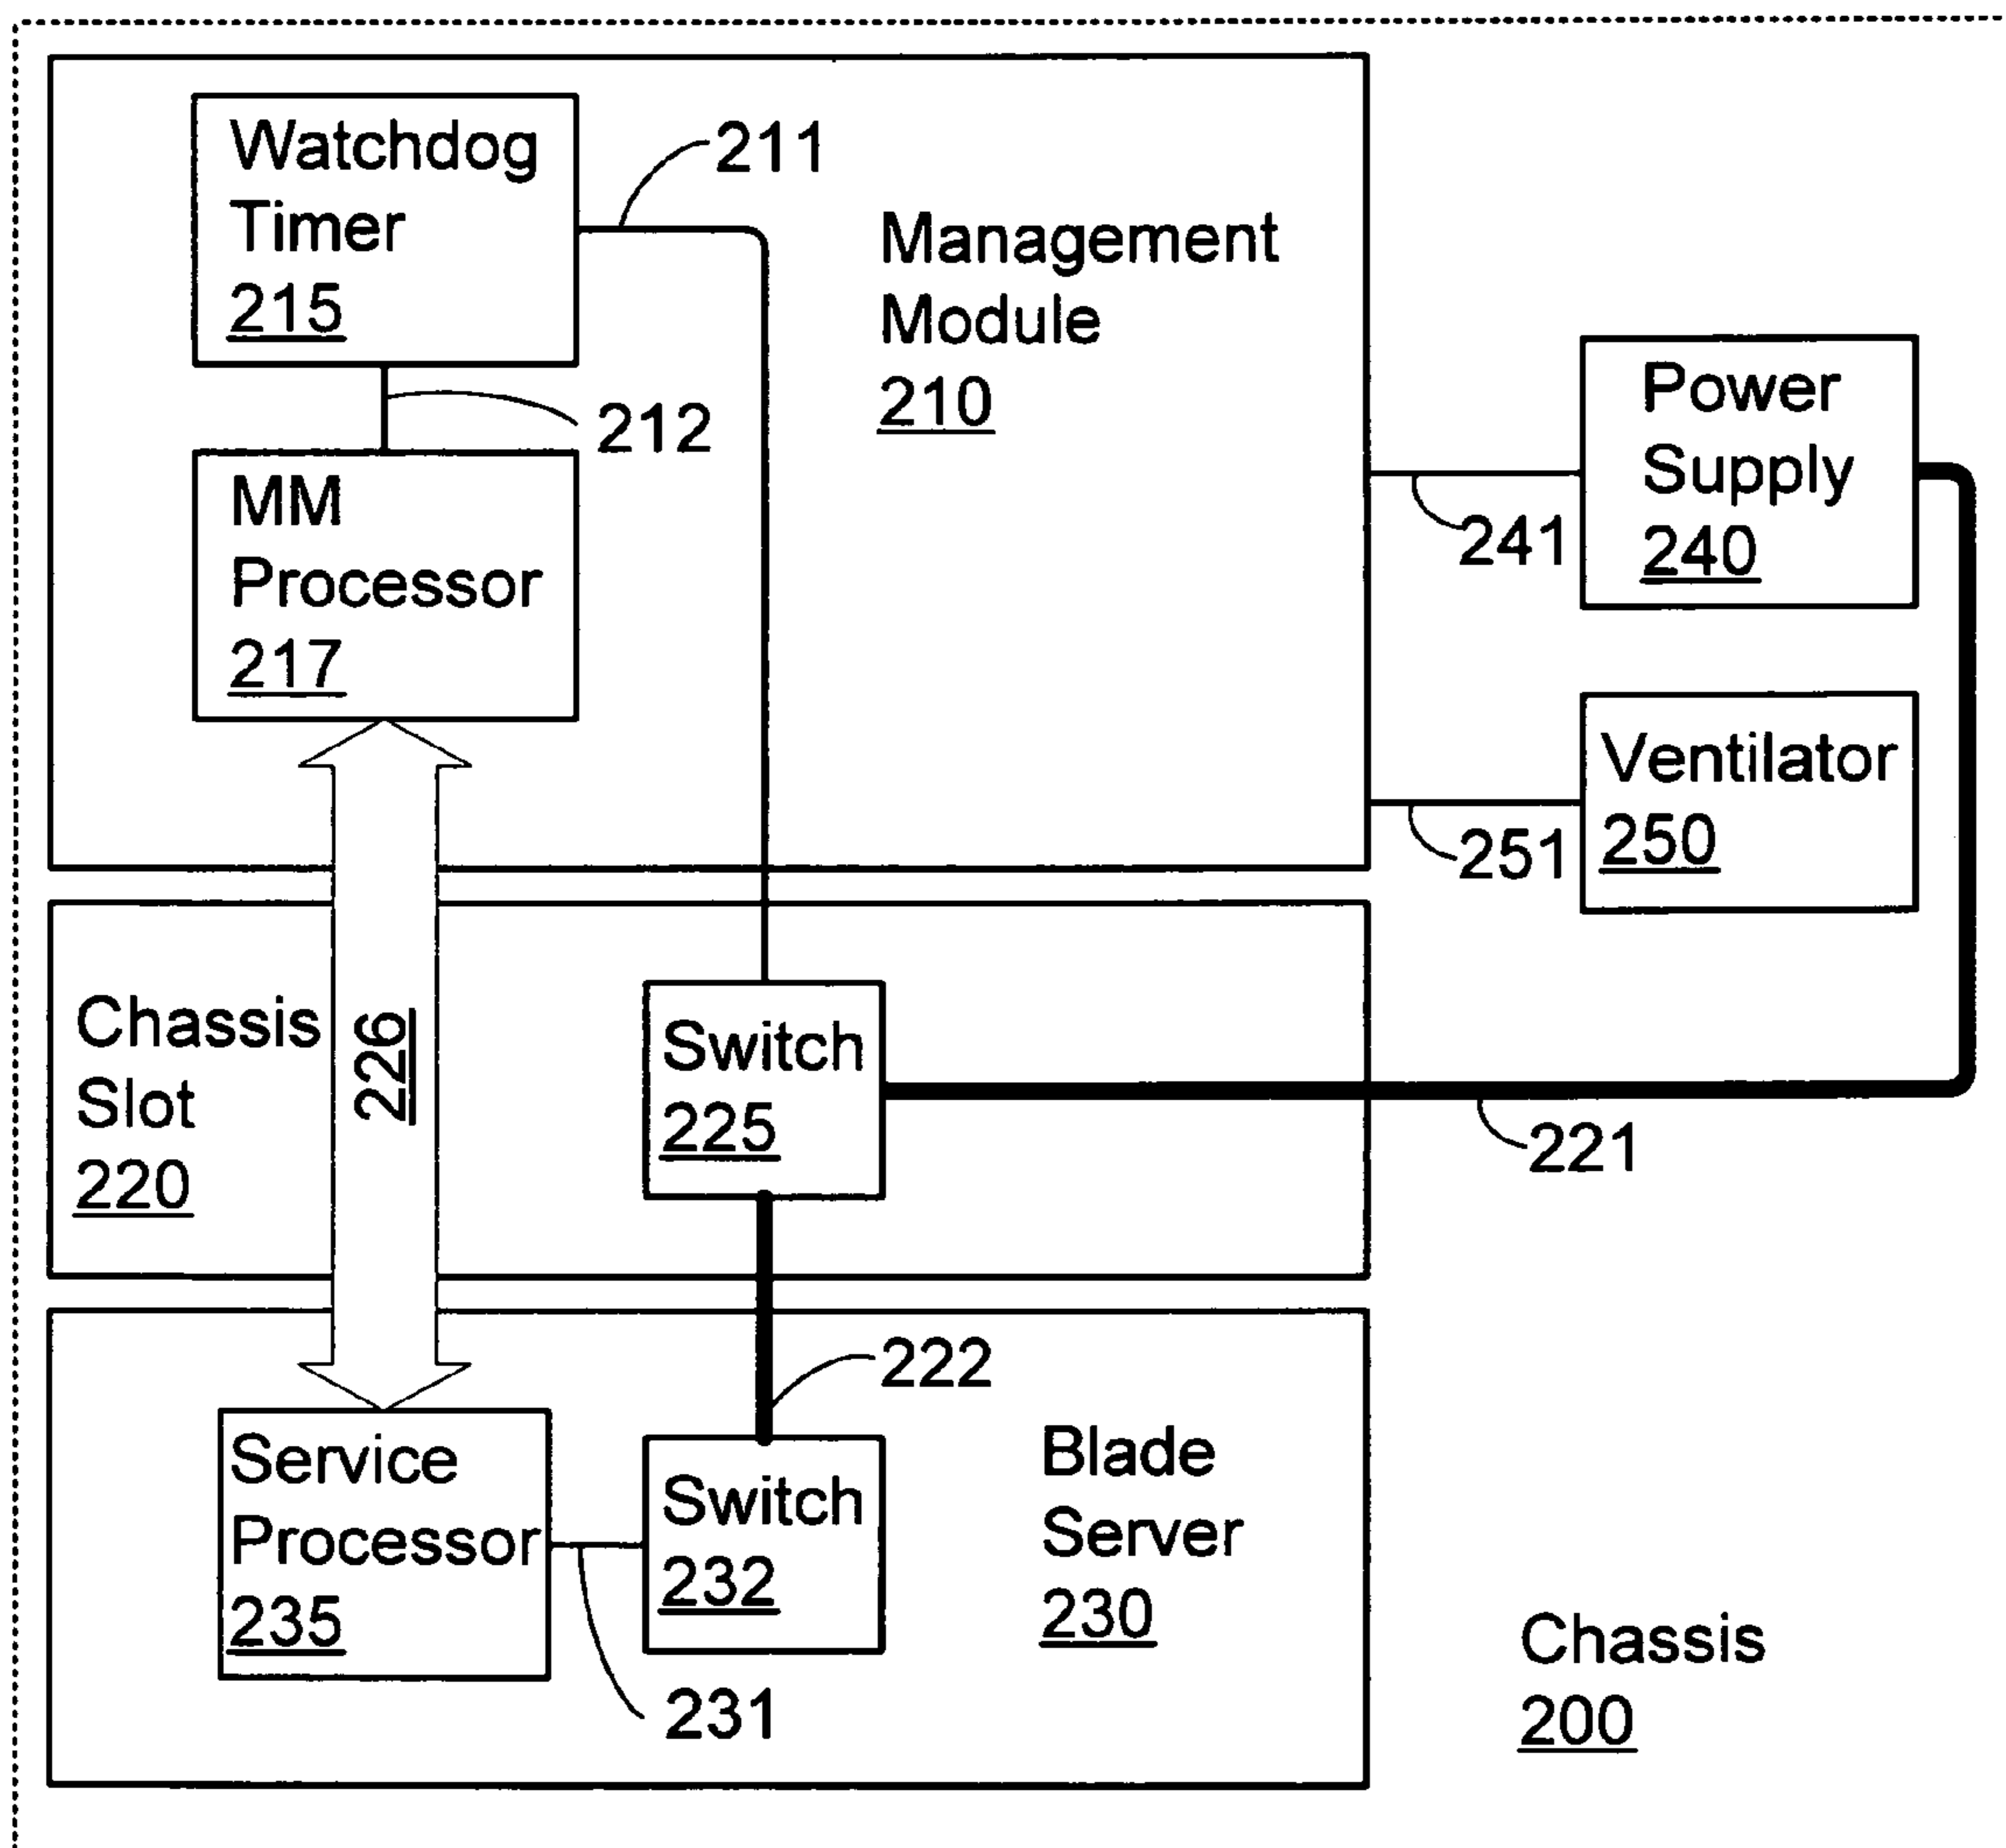 Watchdog
Timer
215
211
Management
Module
210
212
MM
Processor
217
Power
Supply
240
241
Ventilator
250
251
Chassis
Slot
220
226
Switch
225
221
222
Service
Processor
235
Switch
232
231
Blade
Server
230
Chassis
200